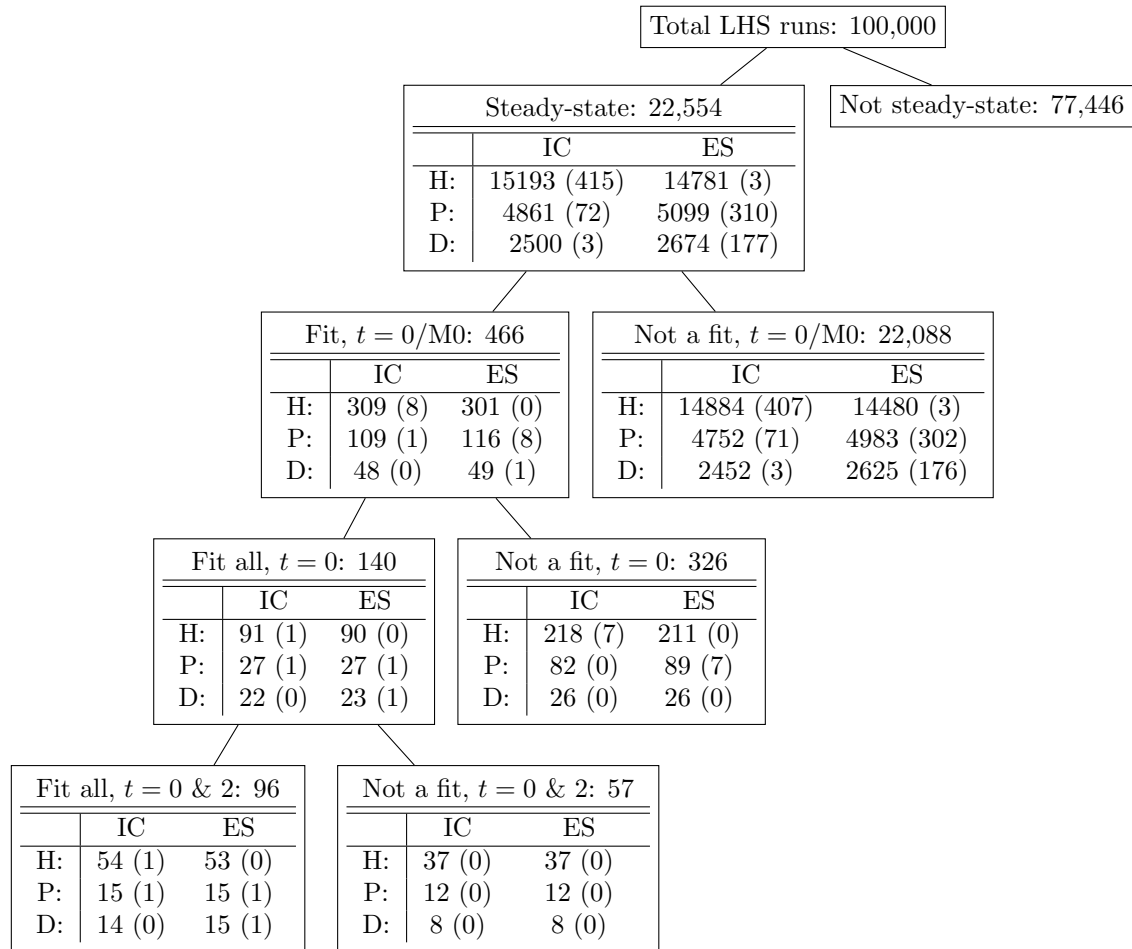 Total LHS runs: 100,000
Steady-state: 22,554
IC ES
H: 15193 (415) 14781 (3)
P: 4861 (72) 5099 (310)
D: 2500 (3) 2674 (177)
Not steady-state: 77,446
Fit, t = 0/M0: 466
IC ES
H: 309 (8) 301 (0)
P: 109 (1) 116 (8)
D: 48 (0) 49 (1)
Not a fit, t = 0/M0: 22,088
IC ES
H: 14884 (407) 14480 (3)
P: 4752 (71) 4983 (302)
D: 2452 (3) 2625 (176)
Fit all, t = 0: 140
IC ES
H: 91 (1) 90 (0)
P: 27 (1) 27 (1)
D: 22 (0) 23 (1)
Not a fit, t = 0: 326
IC ES
H: 218 (7) 211 (0)
P: 82 (0) 89 (7)
D: 26 (0) 26 (0)
Fit all, t = 0 & 2: 96
IC ES
H: 54 (1) 53 (0)
P: 15 (1) 15 (1)
D: 14 (0) 15 (1)
Not a fit, t = 0 & 2: 57
IC ES
H: 37 (0) 37 (0)
P: 12 (0) 12 (0)
D: 8 (0) 8 (0)